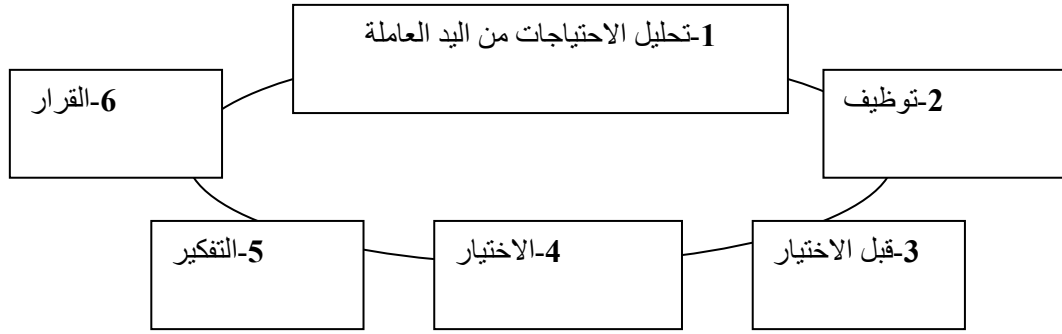 1-تحليل الاحتياجات من اليد العاملة
2-توظيف
3-قبل الاختيار
4-الاختيار
5-التفكير
6-القرار